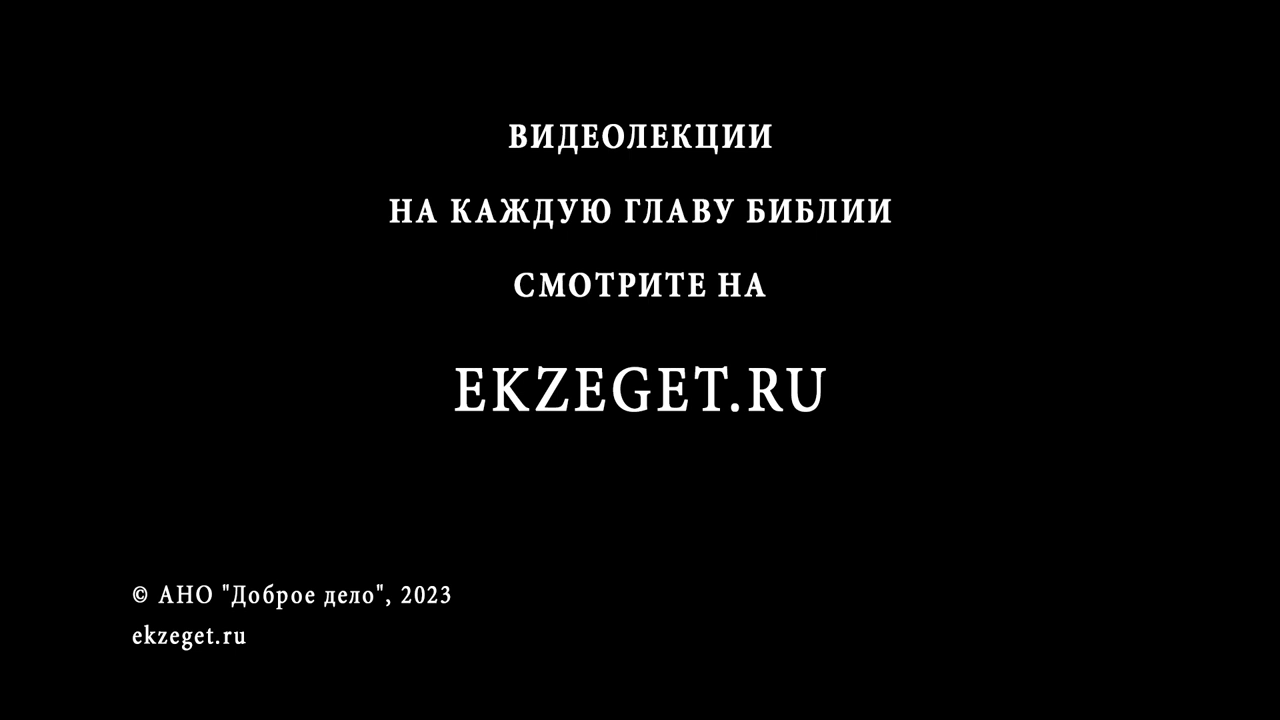 ВИДЕОЛЕКЦИИ
НА КАЖДУЮ ГЛАВУ БИБЛИИ
СМОТРИТЕ НА
EKZEGET.RU
© АНО "Доброе дело", 2023
ekzeget.ru